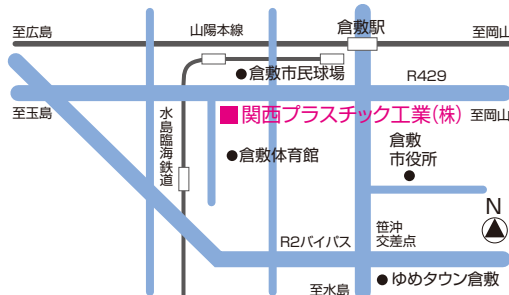 倉敷駅
至広島
山陽本線
至岡山
倉敷市民球場
R429
至玉島
水島臨海鉄道
関西プラスチック工業(株)
至岡山
倉敷体育館
倉敷
市役所
N
R2バイパス
笹沖
交差点
至水島
ゆめタウン倉敷